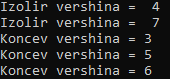 Izolir vershina =  4
Izolir vershina =  7
Koncev vershina = 3
Koncev vershina = 5
Koncev vershina = 6